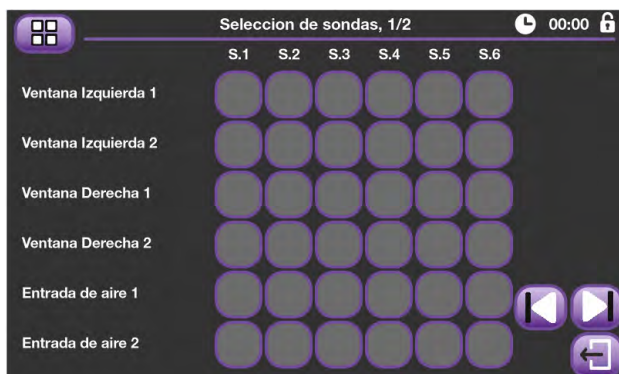 Seleccion de sondas, 1/2 00:00
S.1 S.2 S.3 S.4 S.5 S.6
Ventana Izquierda 1
Ventana Izquierda 2
Ventana Derecha 1
Ventana Derecha 2
Entrada de aire 1
Entrada de aire 2